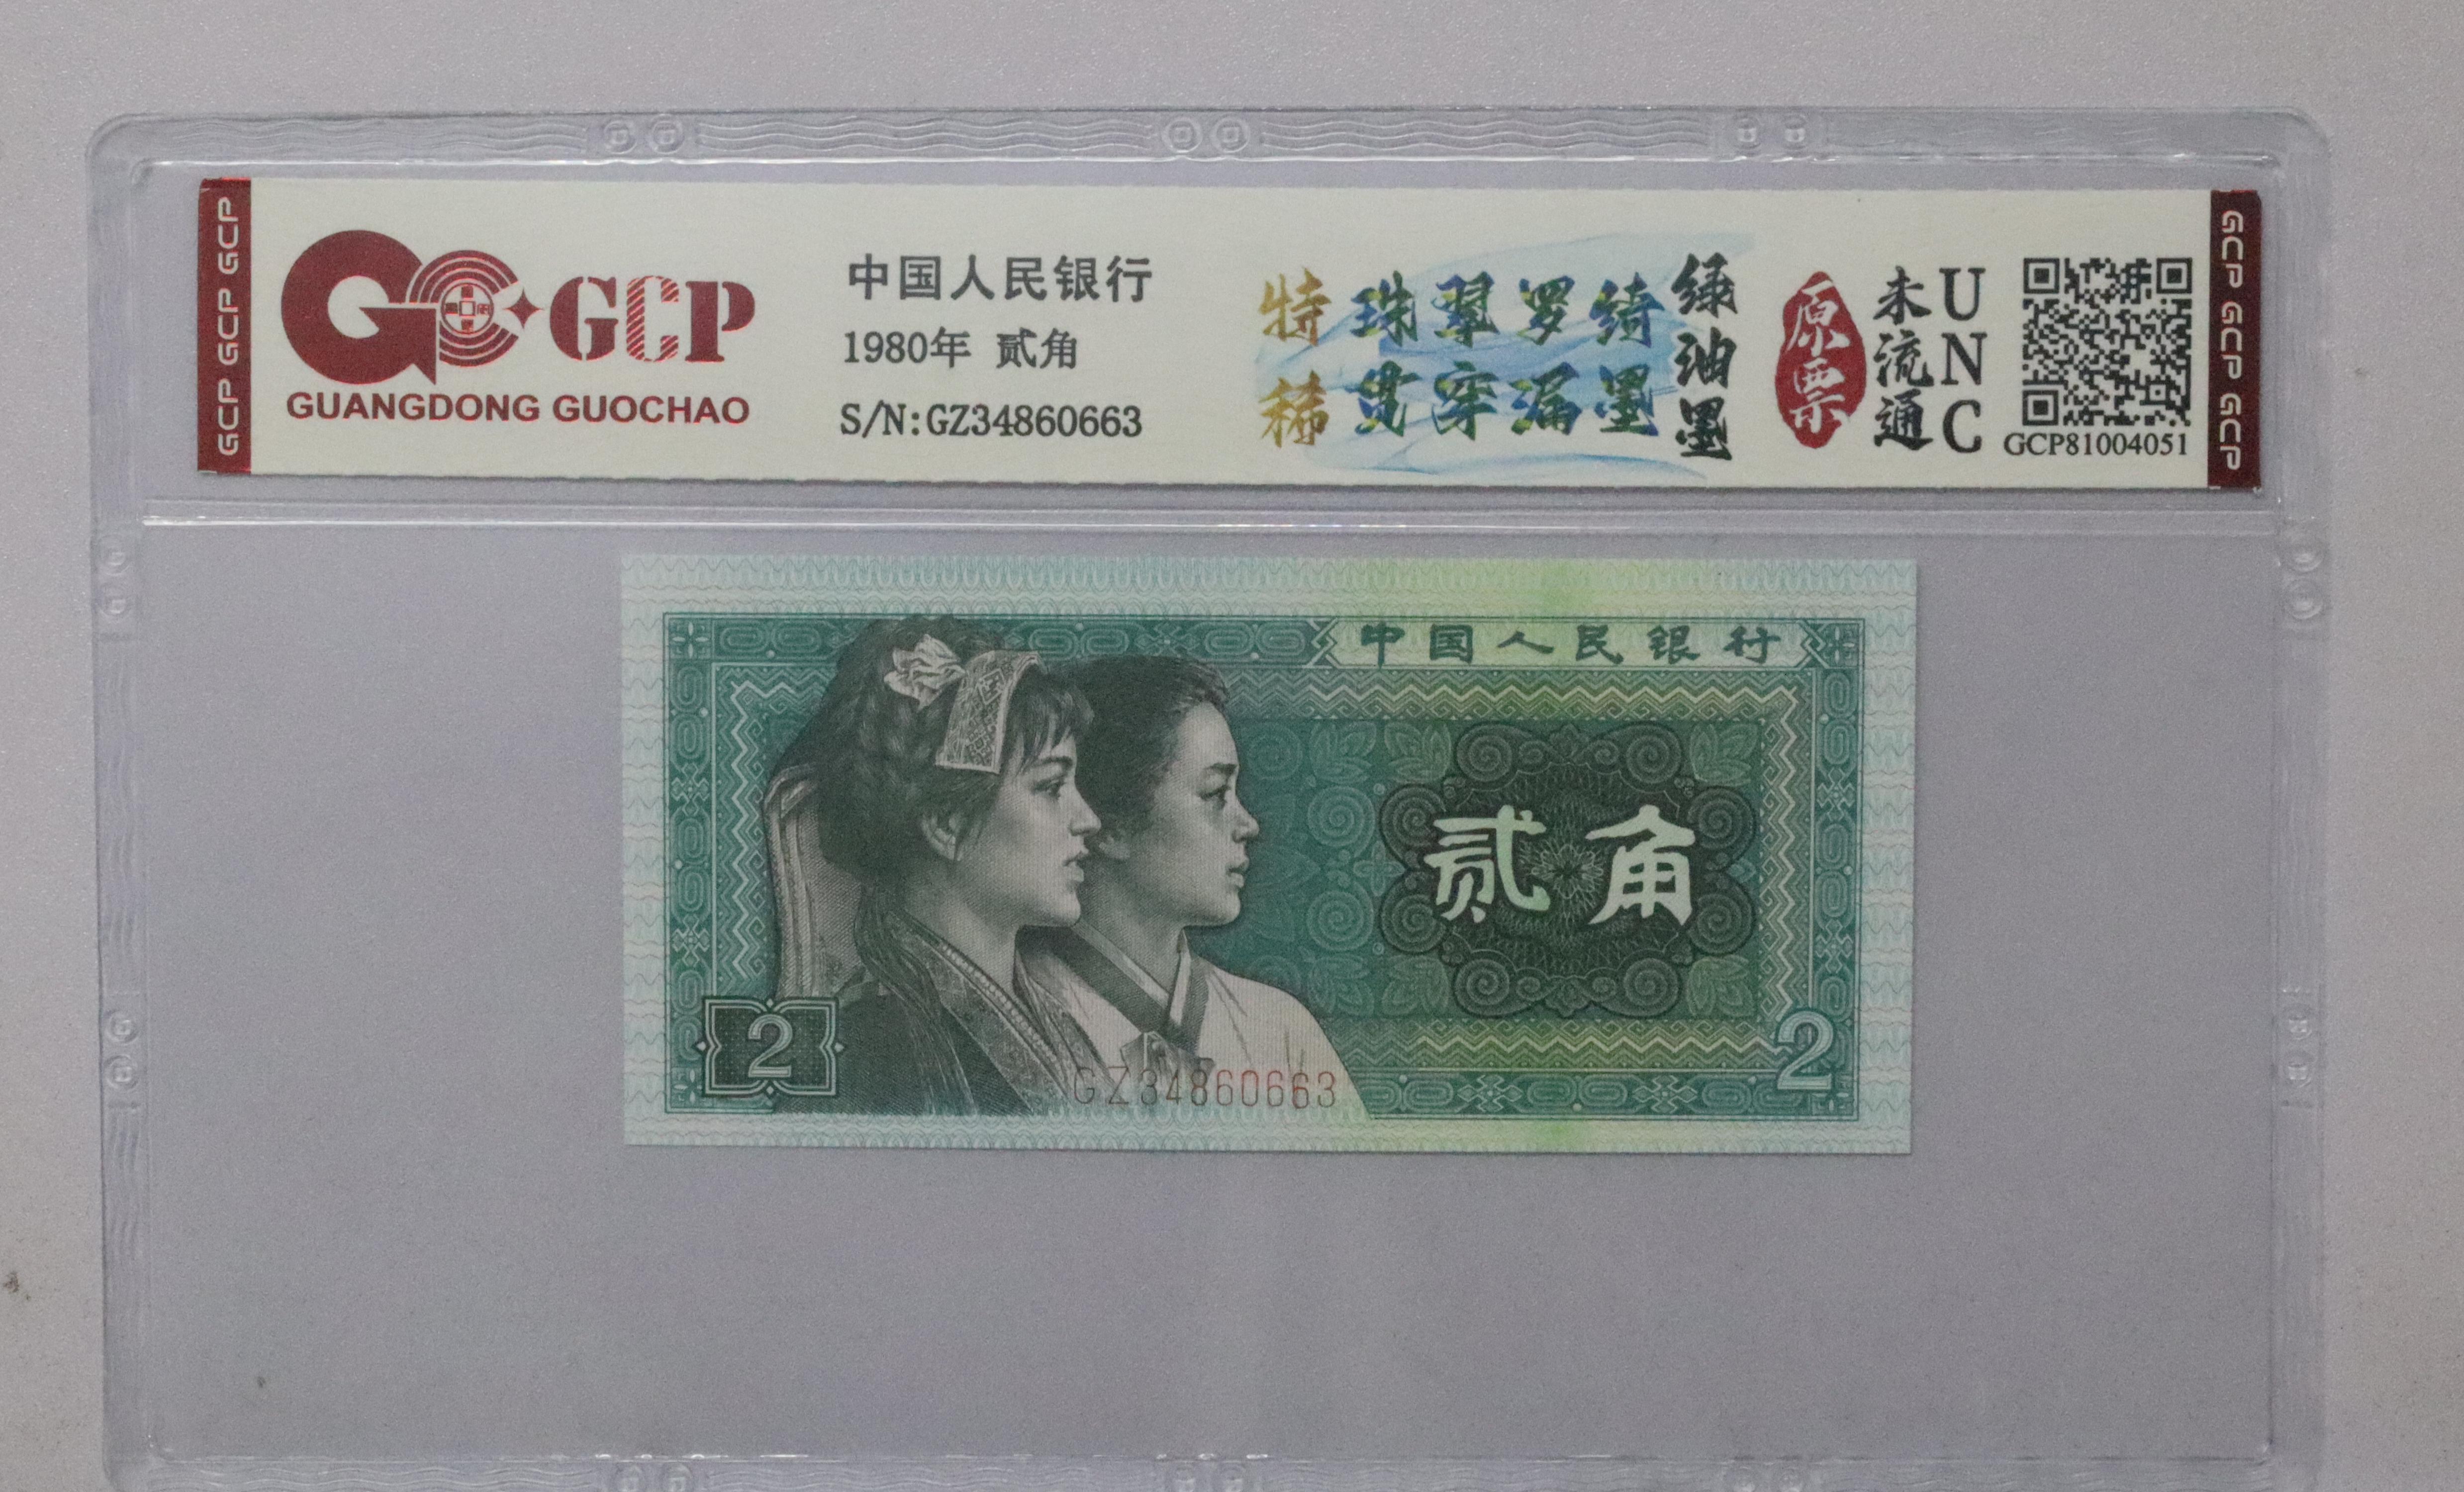 GCP GCP GCP
GCP
GUANGDONG GUOCHAO
中国人民银行
1980年 贰角
S/N:GZ34860663
特 珠翠罗绮
稀 贯穿漏墨
绿油墨
原票
未流通
UNC
GCP81004051
GCP GCP GCP
中国人民银行
贰角
2
2
GZ34860663